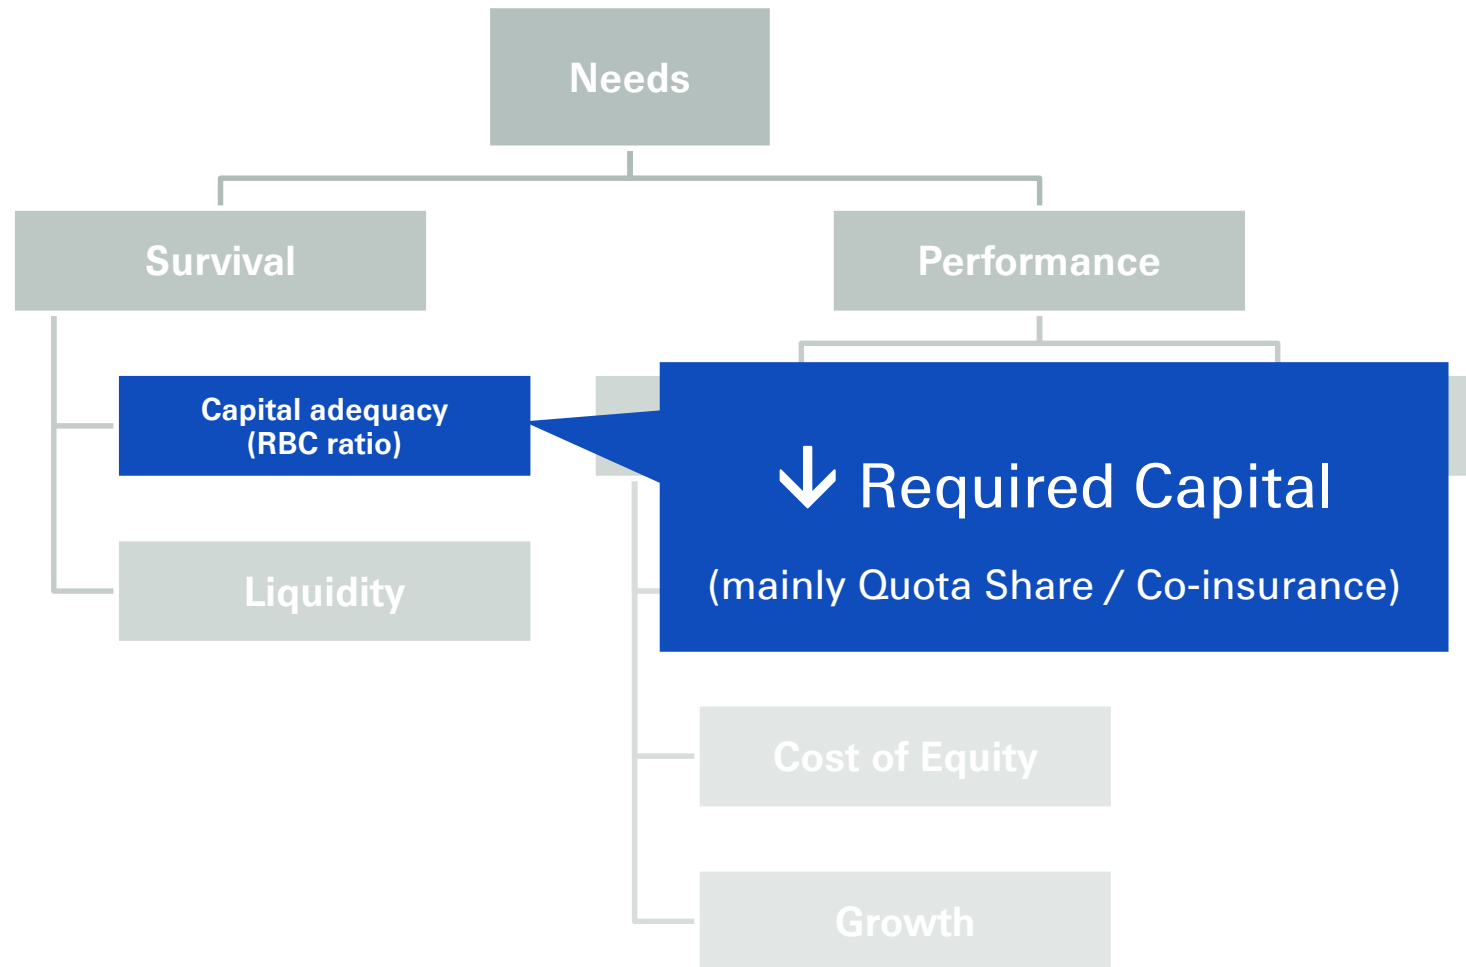 Needs
Survival
Performance
Capital adequacy
(RBC ratio)
↓ Required Capital
(mainly Quota Share / Co-insurance)
Liquidity
Cost of Equity
Growth